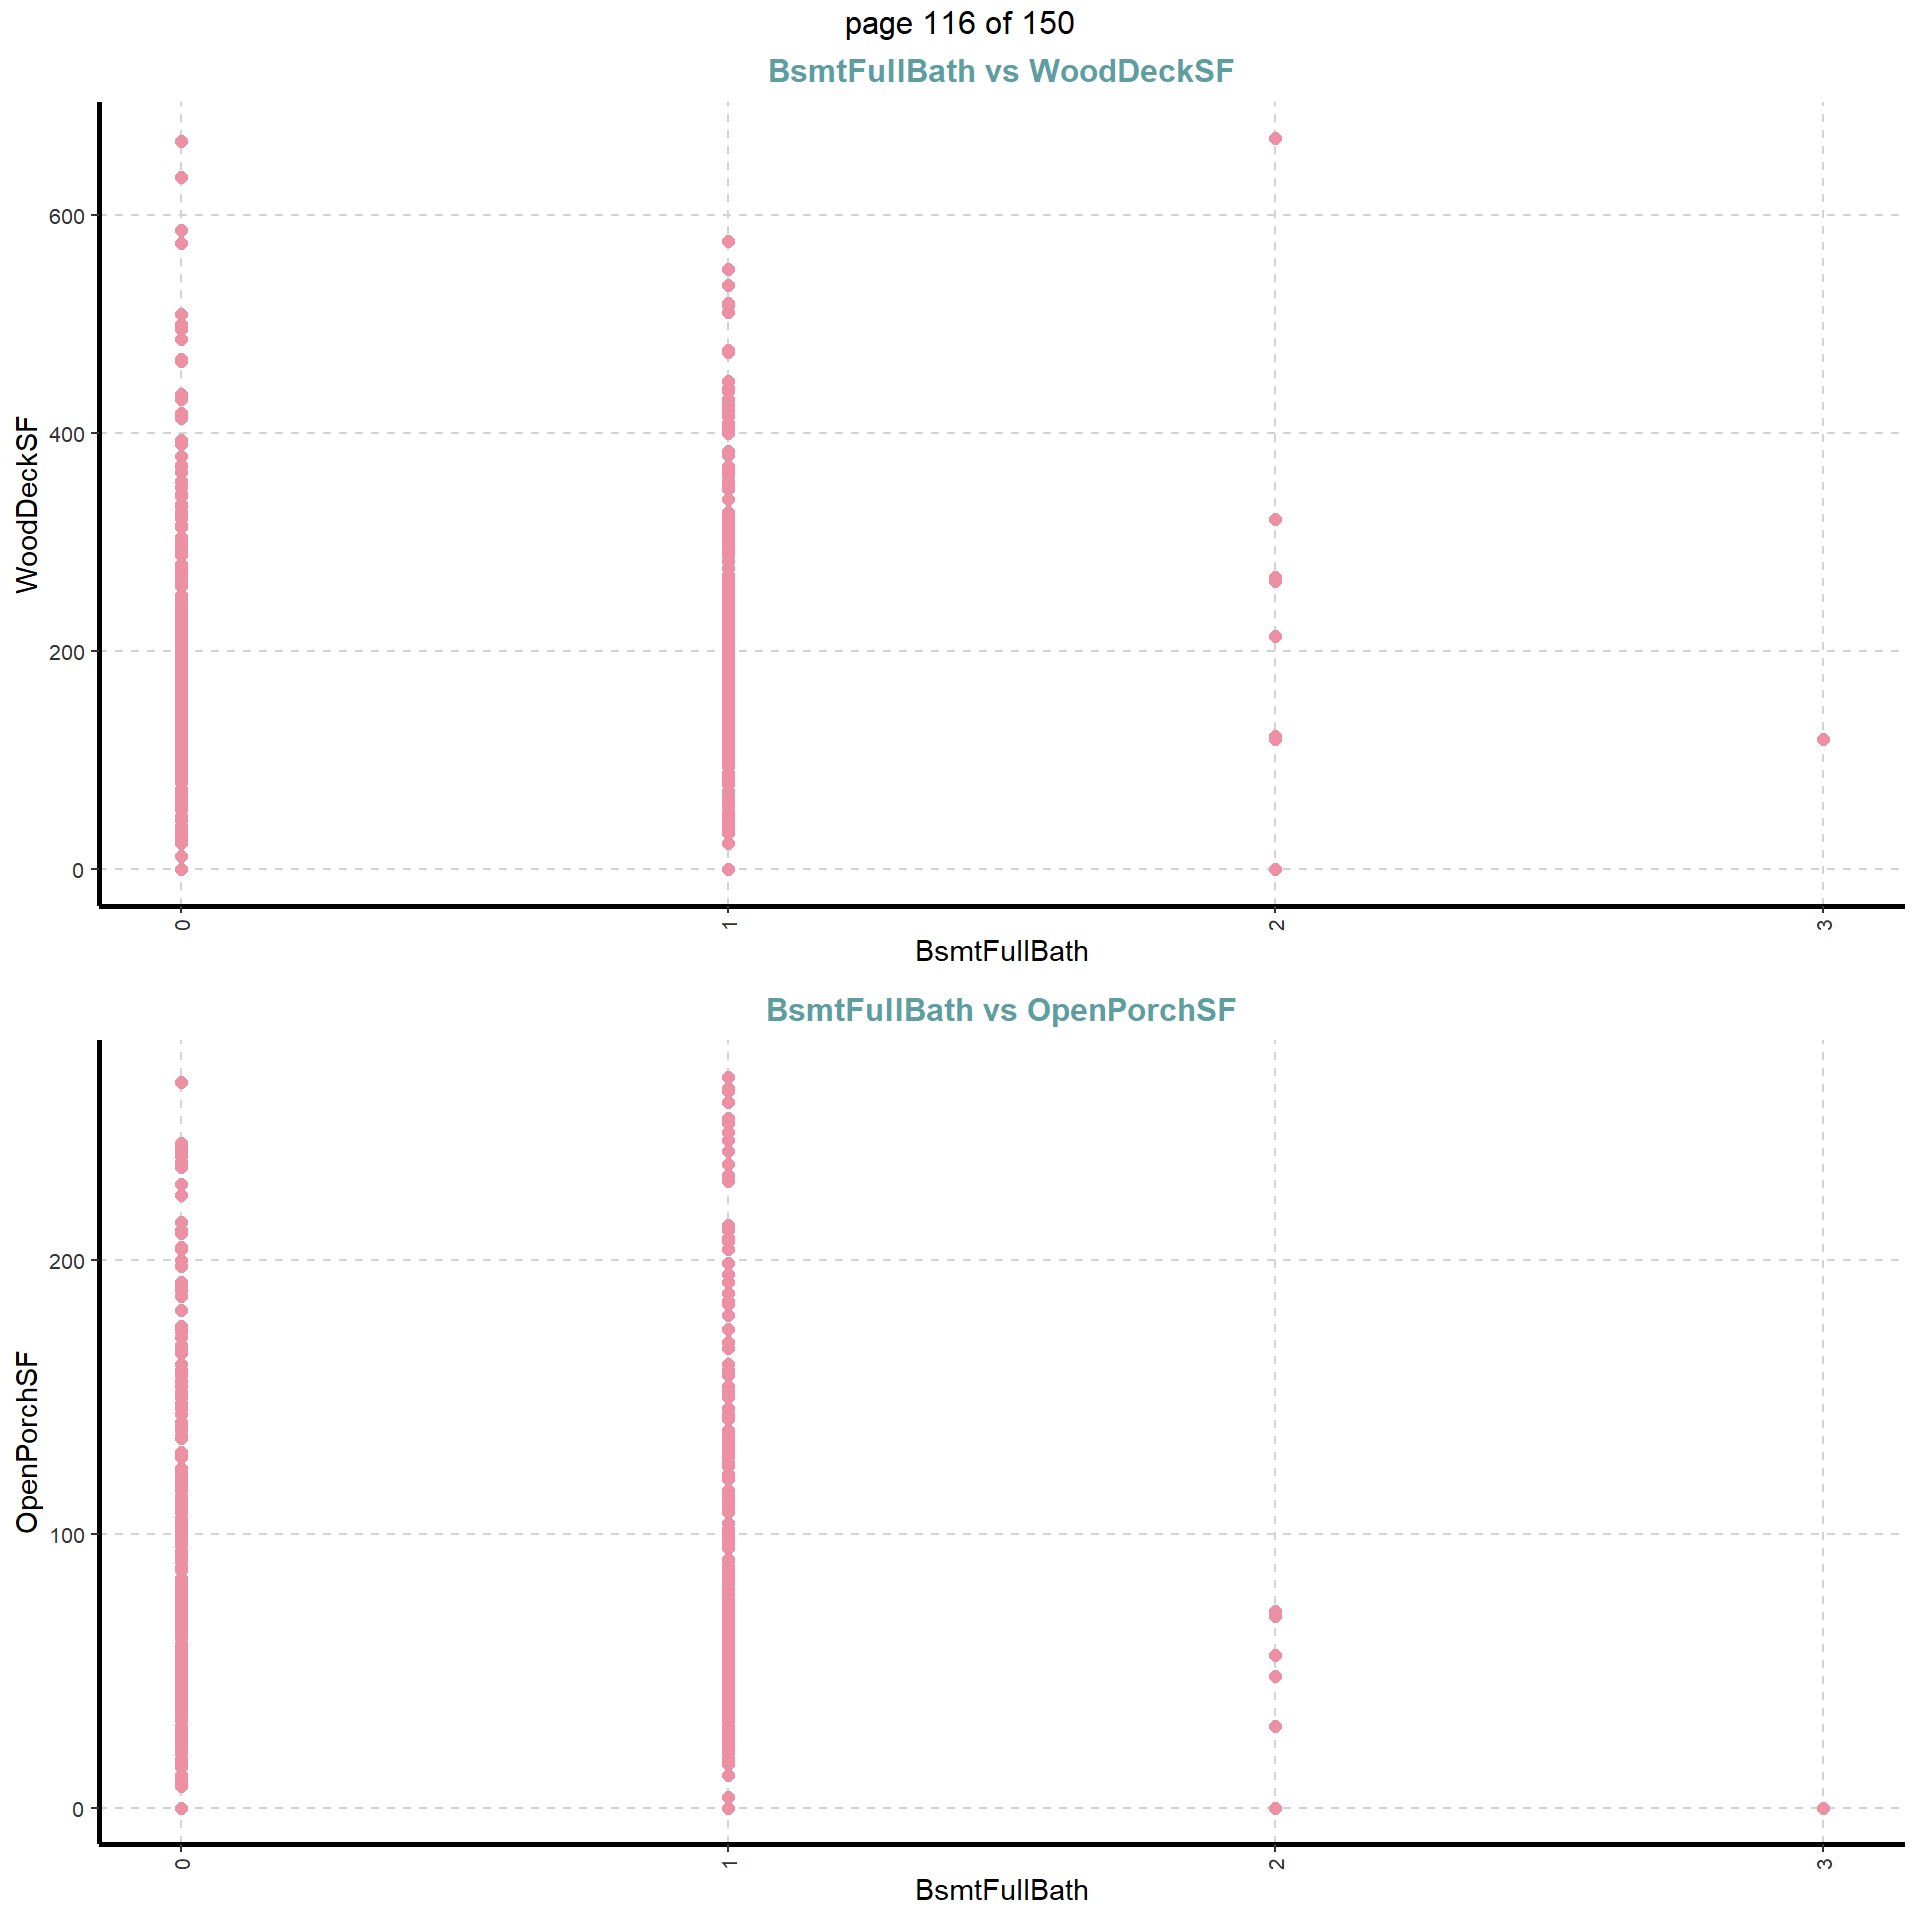 page 116 of 150
BsmtFullBath vs WoodDeckSF
WoodDeckSF
600
400
200
0
0 1 2 3
BsmtFullBath
BsmtFullBath vs OpenPorchSF
OpenPorchSF
200
100
0
0 1 2 3
BsmtFullBath